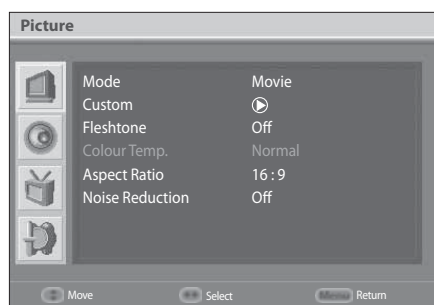 Picture
Mode Movie
Custom
Fleshtone Off
Colour Temp. Normal
Aspect Ratio 16 : 9
Noise Reduction Off
Move Select Menu Return